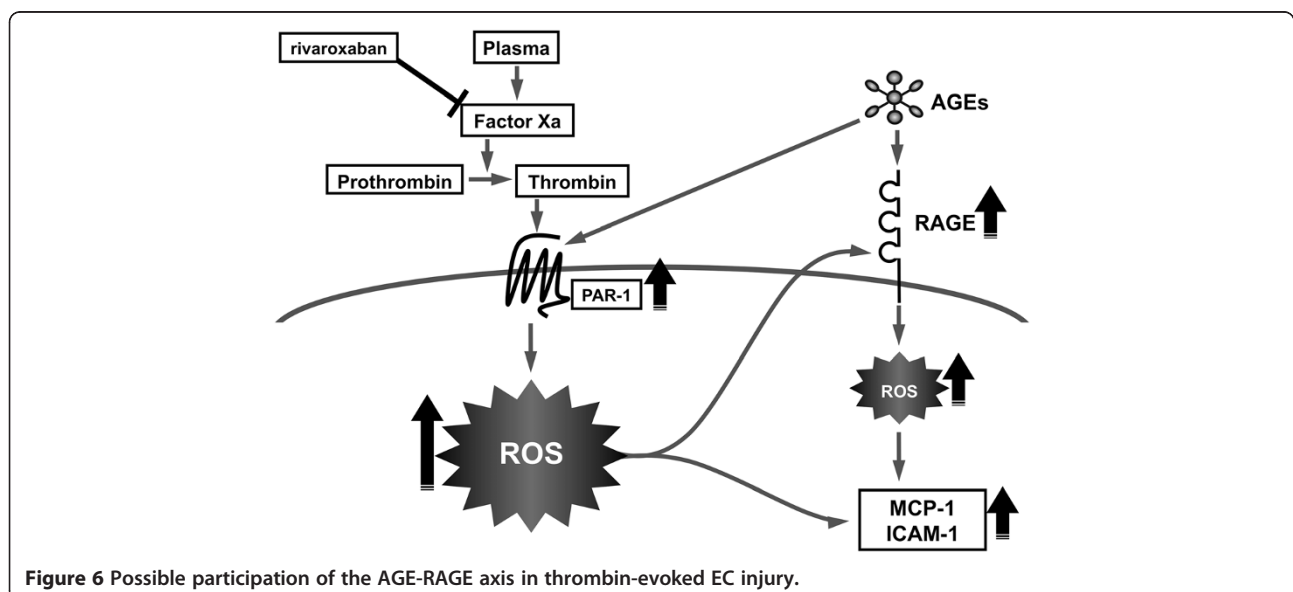 rivaroxaban
Plasma
Factor Xa
Prothrombin
Thrombin
PAR-1
ROS
AGEs
RAGE
ROS
MCP-1
ICAM-1
Figure 6 Possible participation of the AGE-RAGE axis in thrombin-evoked EC injury.